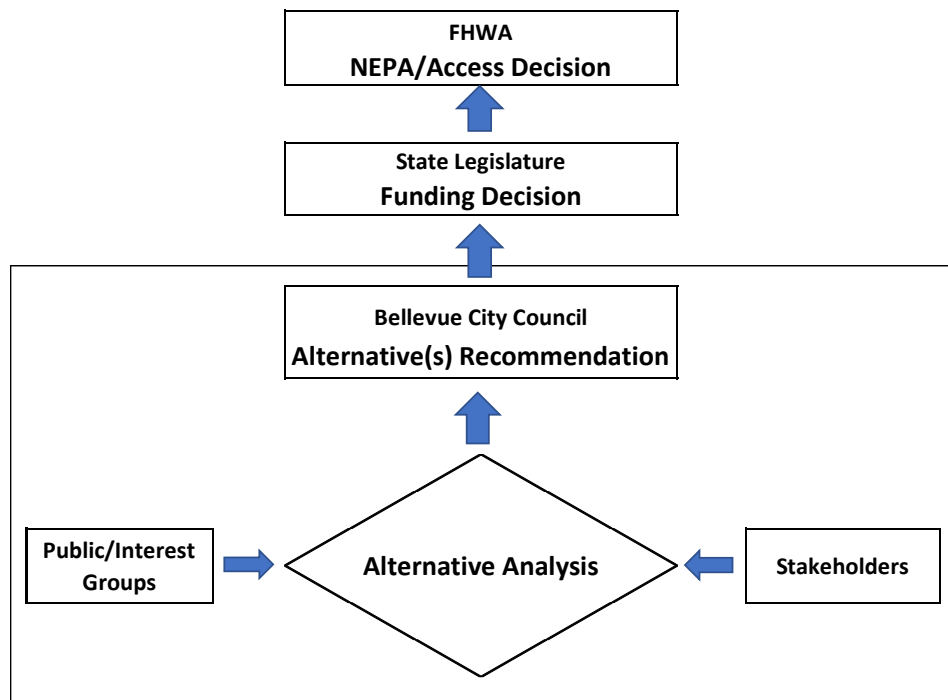 FHWA
NEPA/Access Decision
State Legislature
Funding Decision
Bellevue City Council
Alternative(s) Recommendation
Public/Interest
Groups
Alternative Analysis
Stakeholders